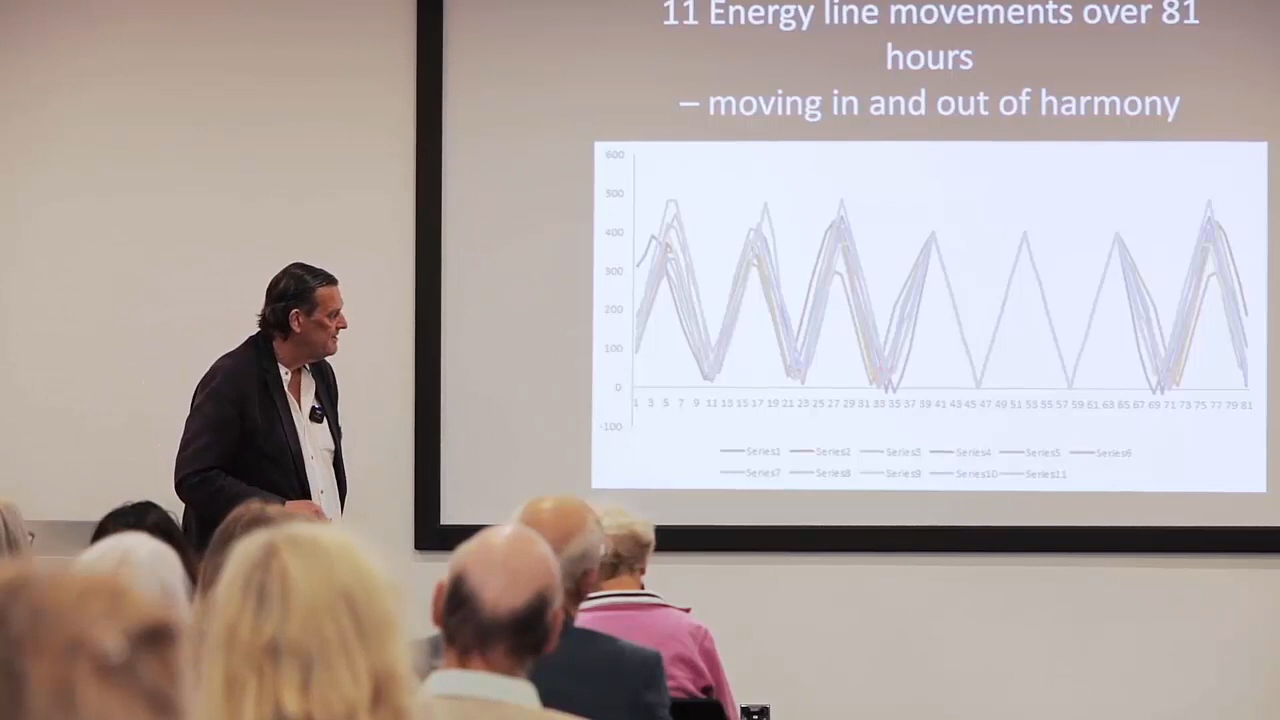 11 Energy line movements over 81
hours
– moving in and out of harmony
600
500
400
300
200
100
0
-100
1 3 5 7 9 11 13 15 17 19 21 23 25 27 29 31 33 35 37 39 41 43 45 47 49 51 53 55 57 59 61 63 65 67 69 71 73 75 77 79 81
Series1 Series2 Series3 Series4 Series5 Series6
Series7 Series8 Series9 Series10 Series11